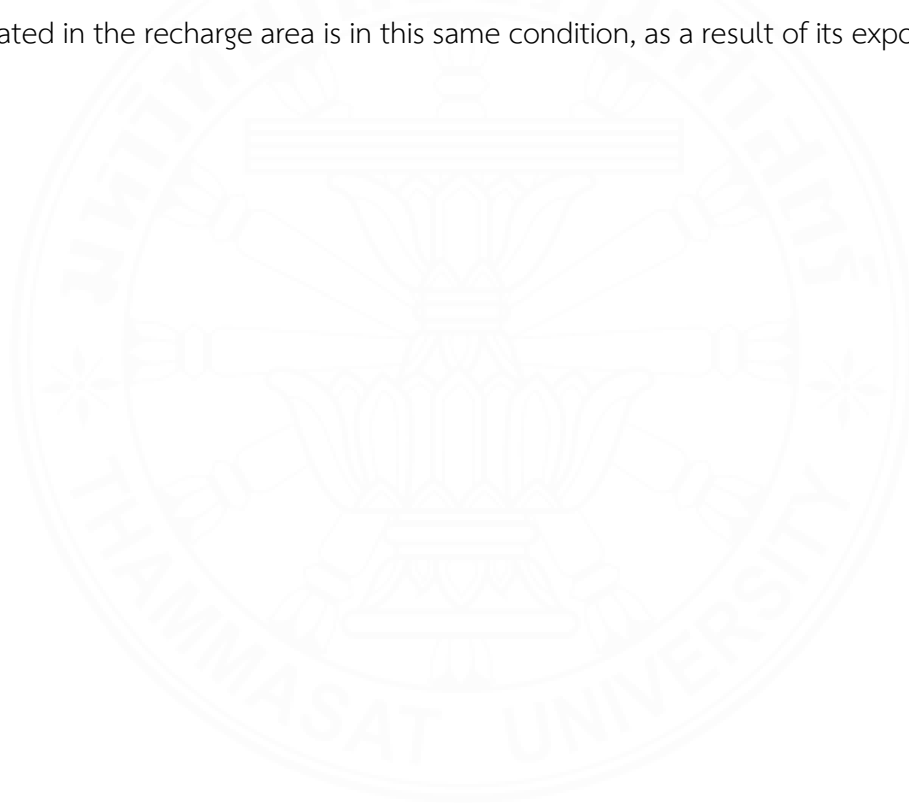 ated in the recharge area is in this same condition, as a result of its expo
THAMMASAT UNIVERSITY